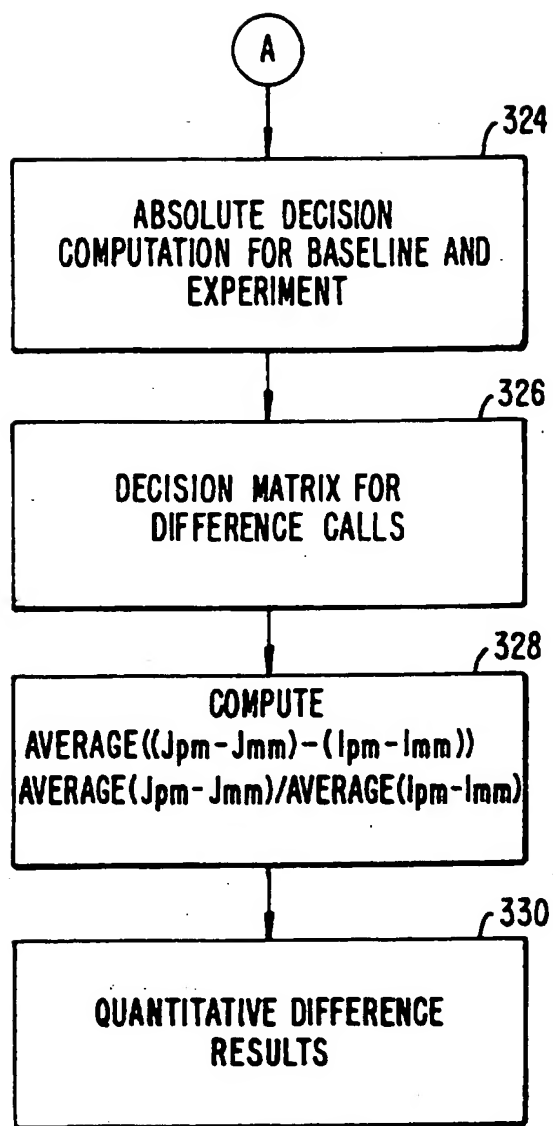 A
324
ABSOLUTE DECISION
COMPUTATION FOR BASELINE AND
EXPERIMENT
326
DECISION MATRIX FOR
DIFFERENCE CALLS
328
COMPUTE
AVERAGE((Jpm-Jmm)-(Ipm-Imm))
AVERAGE(Jpm-Jmm)/AVERAGE(Ipm-Imm)
330
QUANTITATIVE DIFFERENCE
RESULTS